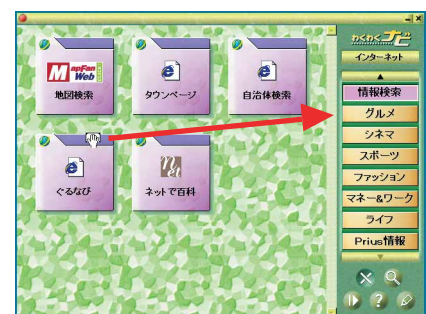 わくわくナビ
インターネット
MapFan
Web
地図検索
タウンページ
自治体検索
ぐるなび
Net
ネットで百科
情報検索
グルメ
シネマ
スポーツ
ファッション
マネー&ワーク
ライフ
Prius情報